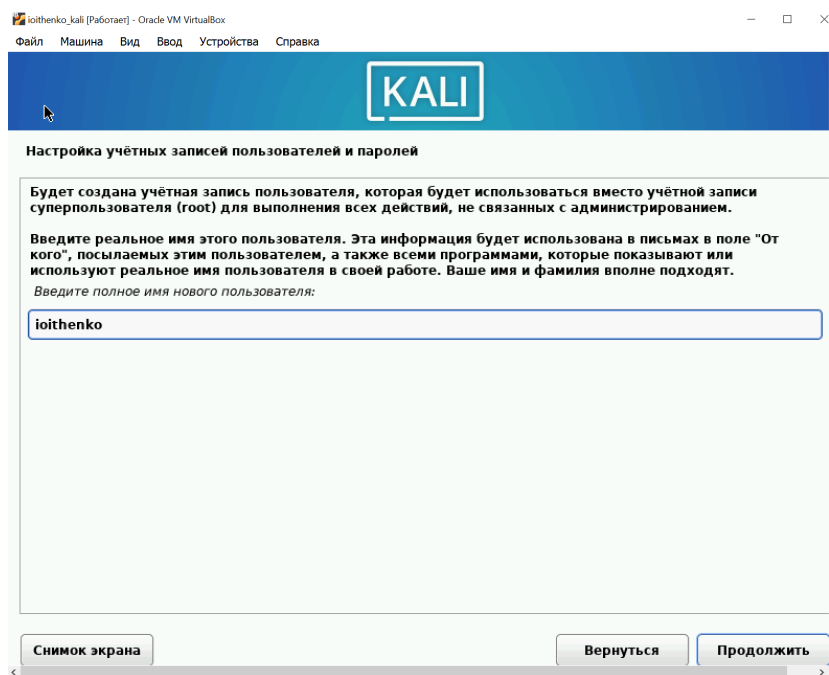 ioithenko_kali [Работает] - Oracle VM VirtualBox
Файл Машина Вид Ввод Устройства Справка
KALI
Настройка учётных записей пользователей и паролей
Будет создана учётная запись пользователя, которая будет использоваться вместо учётной записи
суперпользователя (root) для выполнения всех действий, не связанных с администрированием.
Введите реальное имя этого пользователя. Эта информация будет использована в письмах в поле "От
кого", посылаемых этим пользователем, а также всеми программами, которые показывают или
используют реальное имя пользователя в своей работе. Ваше имя и фамилия вполне подходят.
Введите полное имя нового пользователя:
ioithenko
Снимок экрана Вернуться Продолжить